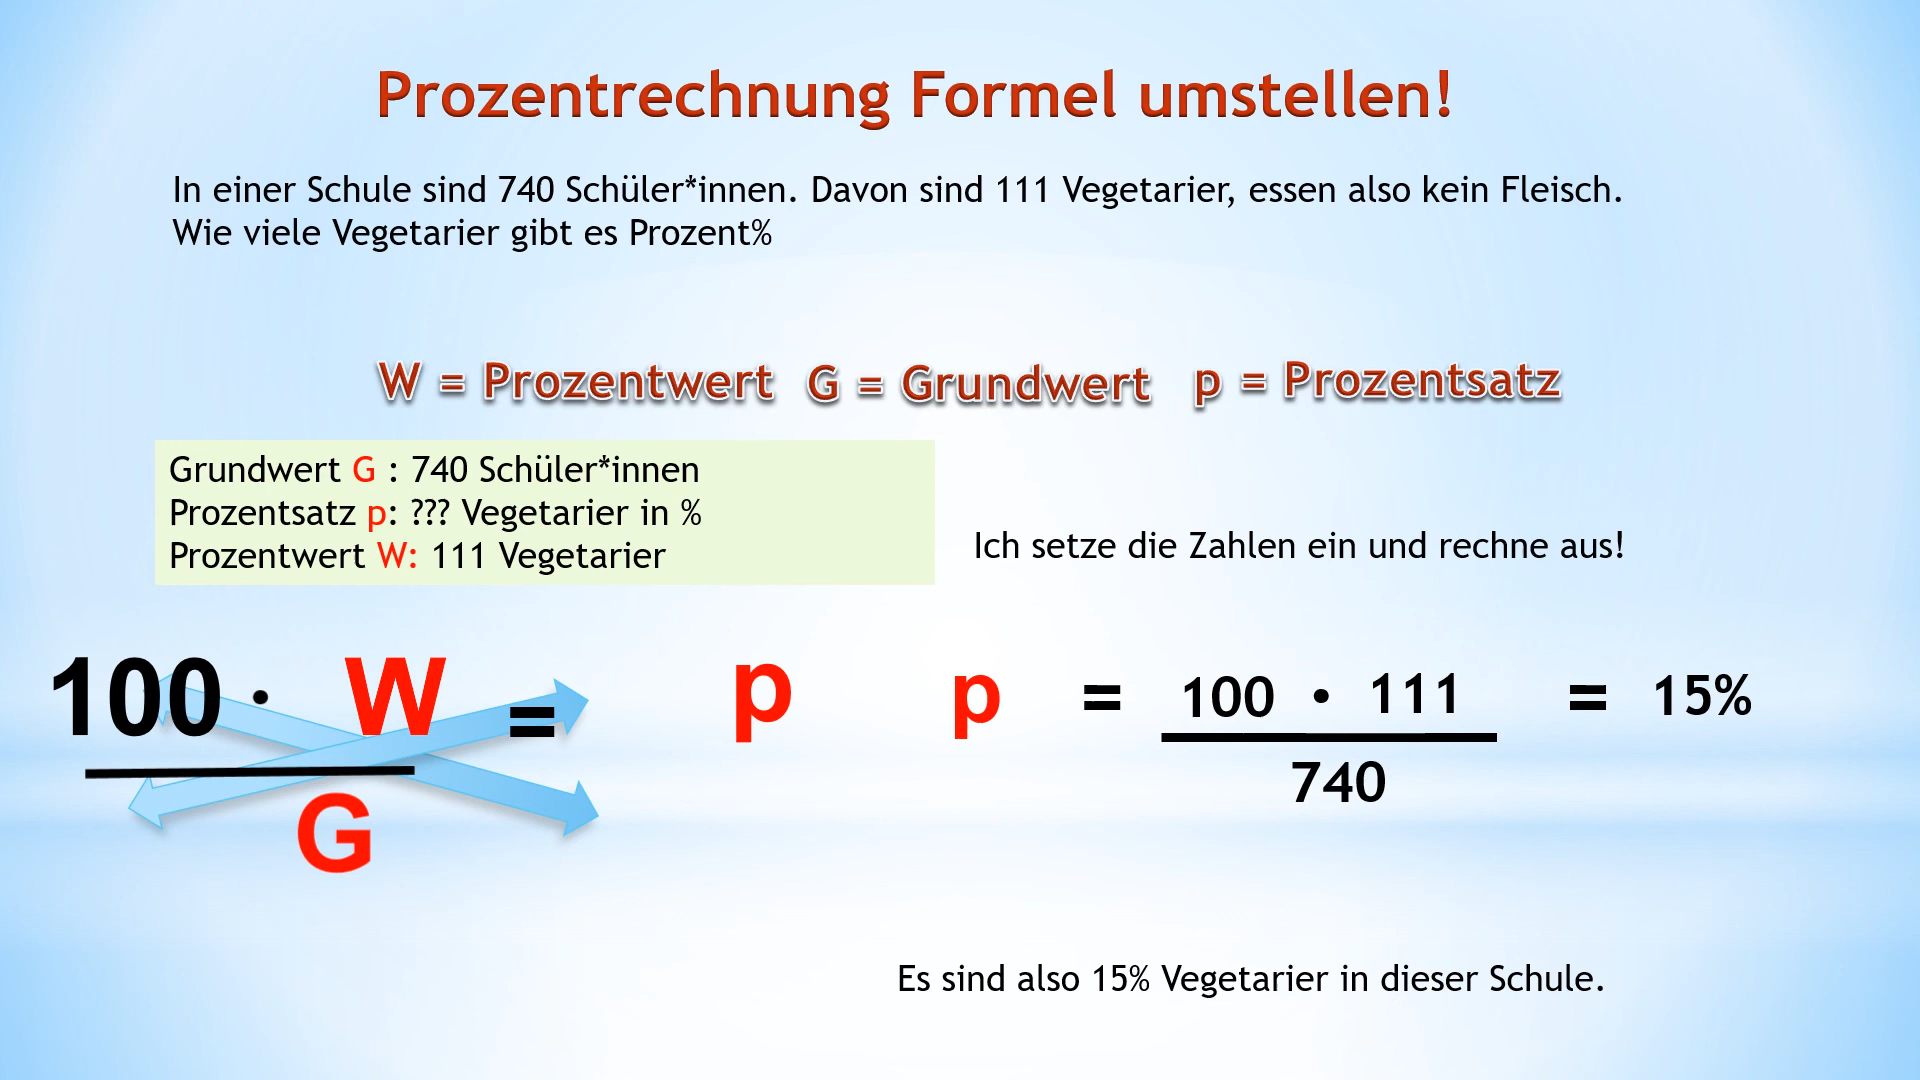 Prozentrechnung Formel umstellen!
In einer Schule sind 740 Schüler*innen. Davon sind 111 Vegetarier, essen also kein Fleisch.
Wie viele Vegetarier gibt es Prozent%
W = Prozentwert G = Grundwert p = Prozentsatz
Grundwert G : 740 Schüler*innen
Prozentsatz p: ??? Vegetarier in %
Prozentwert W: 111 Vegetarier
Ich setze die Zahlen ein und rechne aus!
100 · W = p
G
p = 100 · 111 = 15%
740
Es sind also 15% Vegetarier in dieser Schule.